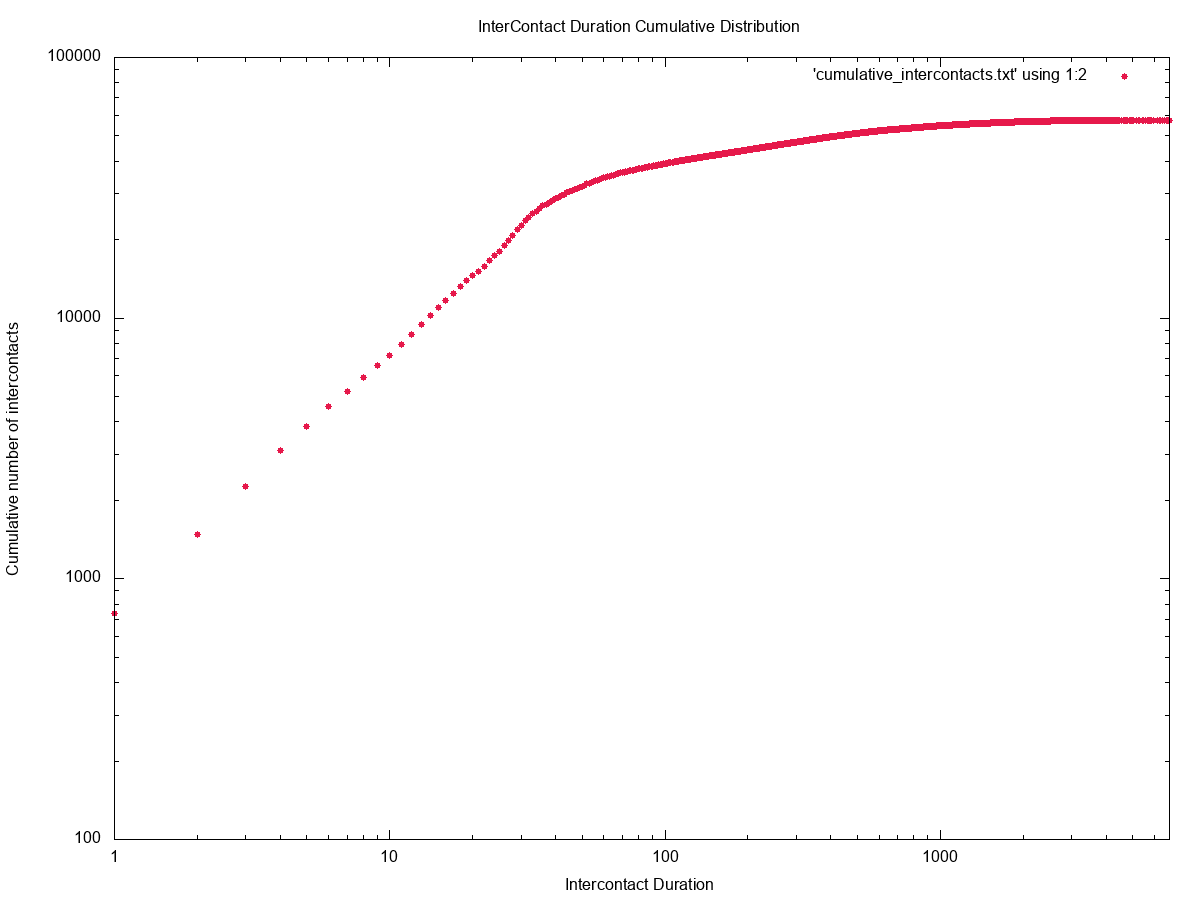 InterContact Duration Cumulative Distribution
'cumulative_intercontacts.txt' using 1:2
100000
10000
1000
100
Cumulative number of intercontacts
1 10 100 1000
Intercontact Duration